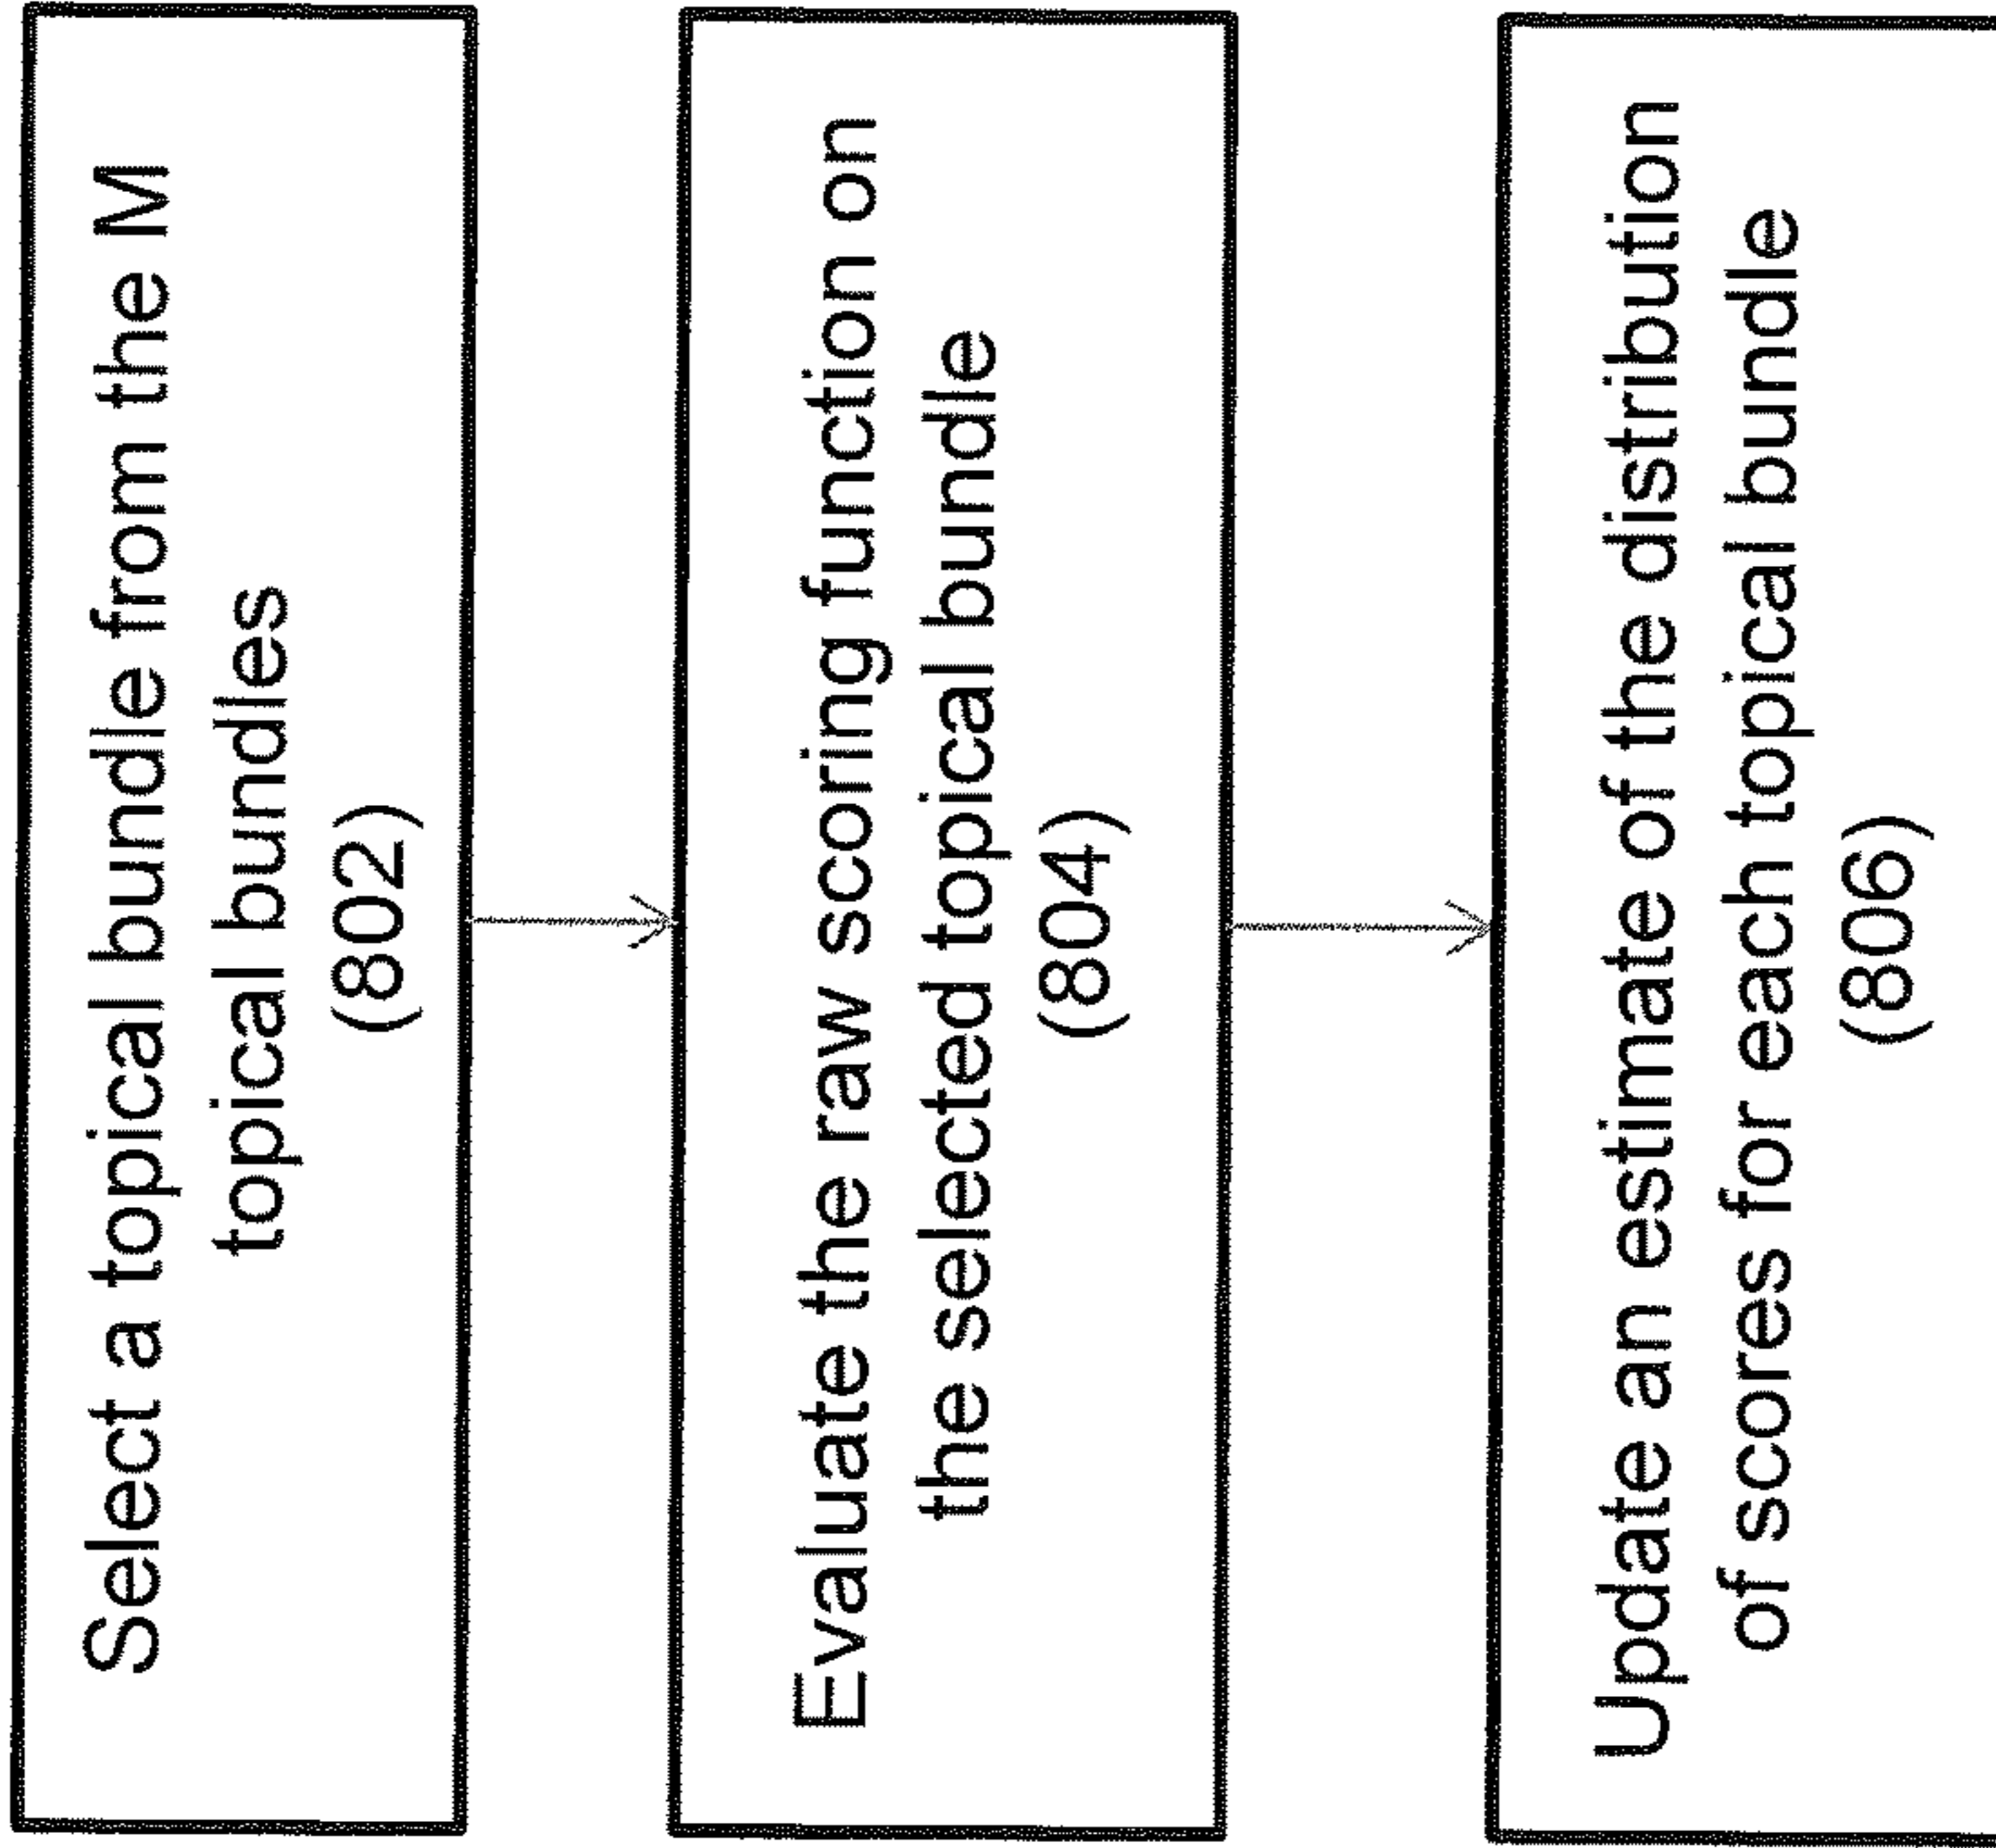 Select a topical bundle from the M
topical bundles
(802)
Evaluate the raw scoring function on
the selected topical bundle
(804)
Update an estimate of the distribution
of scores for each topical bundle
(806)